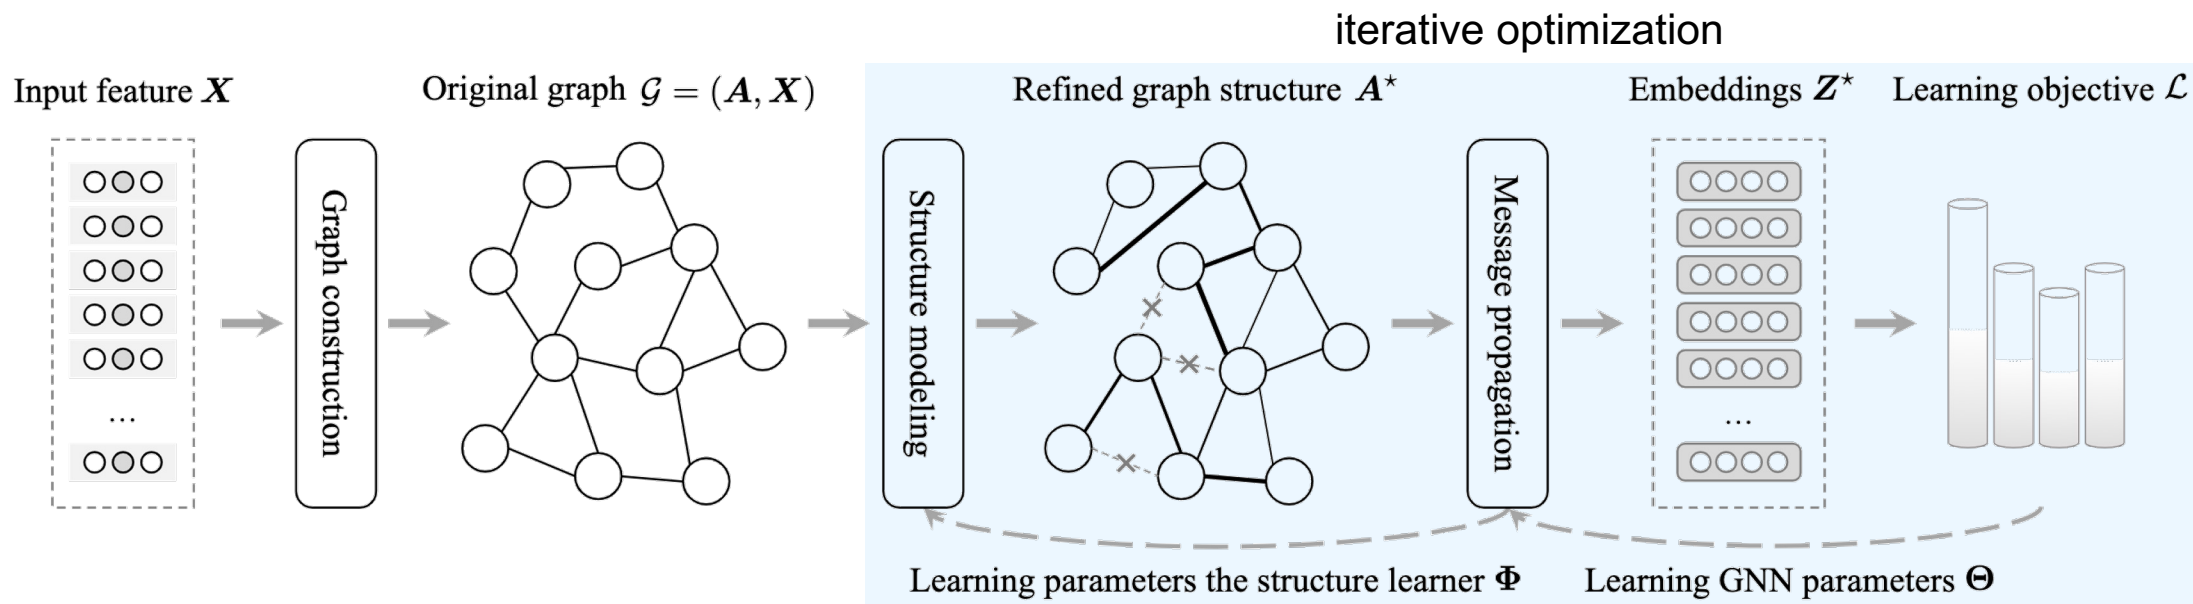 iterative optimization
Input feature X
Original graph 𝒢 = (A, X)
Refined graph structure A⋆
Embeddings Z⋆
Learning objective ℒ
Graph construction
Structure modeling
Message propagation
...
...
Learning parameters the structure learner Φ
Learning GNN parameters Θ